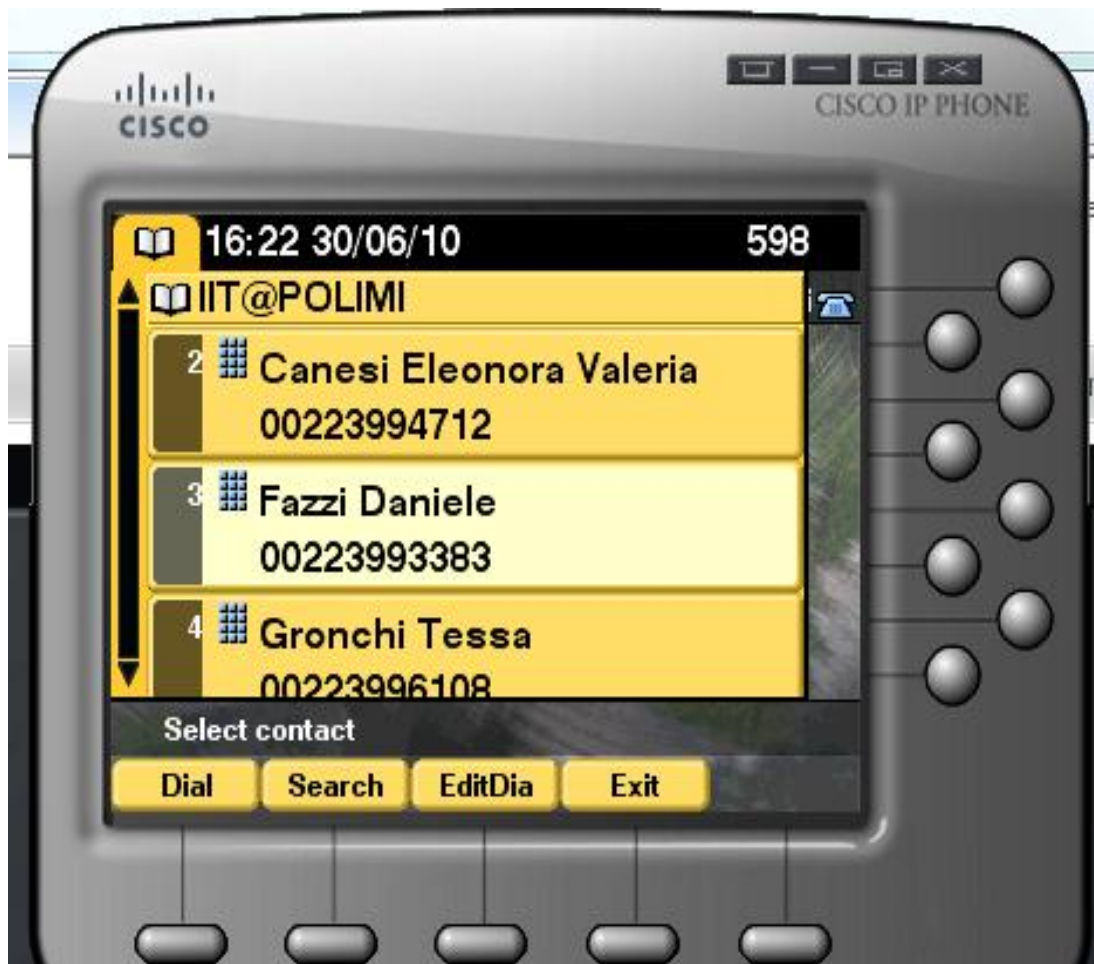 CISCO
CISCO IP PHONE
16:22 30/06/10 598
IIT@POLIMI
2 Canesi Eleonora Valeria
00223994712
3 Fazzi Daniele
00223993383
4 Gronchi Tessa
00223996108
Select contact
Dial Search EditDia Exit